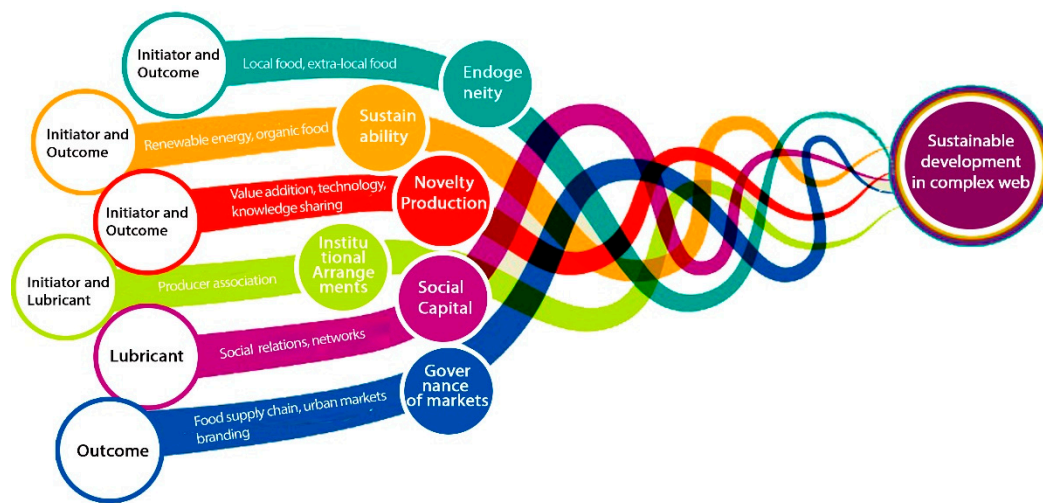 Initiator and
Outcome
Local food, extra-local food
Endoge
neity
Initiator and
Outcome
Renewable energy, organic food
Sustain
ability
Initiator and
Outcome
Value addition, technology,
knowledge sharing
Novelty
Production
Initiator and
Lubricant
Producer association
Institu
tional
Arrange
ments
Lubricant
Social relations, networks
Social
Capital
Outcome
Food supply chain, urban markets
branding
Gover
nance
of markets
Sustainable
development
in complex web